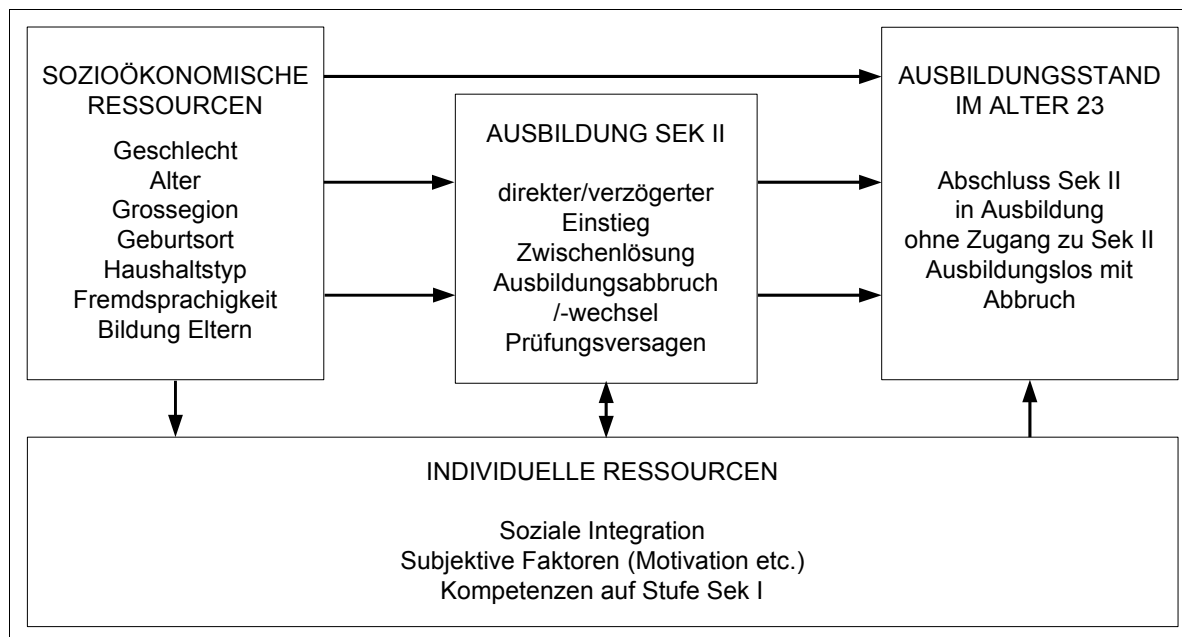 SOZIOÖKONOMISCHE
RESSOURCEN
Geschlecht
Alter
Grossegion
Geburtsort
Haushaltstyp
Fremdsprachigkeit
Bildung Eltern
AUSBILDUNG SEK II
direkter/verzögerter
Einstieg
Zwischenlösung
Ausbildungsabbruch
/-wechsel
Prüfungsversagen
AUSBILDUNGSSTAND
IM ALTER 23
Abschluss Sek II
in Ausbildung
ohne Zugang zu Sek II
Ausbildungslos mit
Abbruch
INDIVIDUELLE RESSOURCEN
Soziale Integration
Subjektive Faktoren (Motivation etc.)
Kompetenzen auf Stufe Sek I